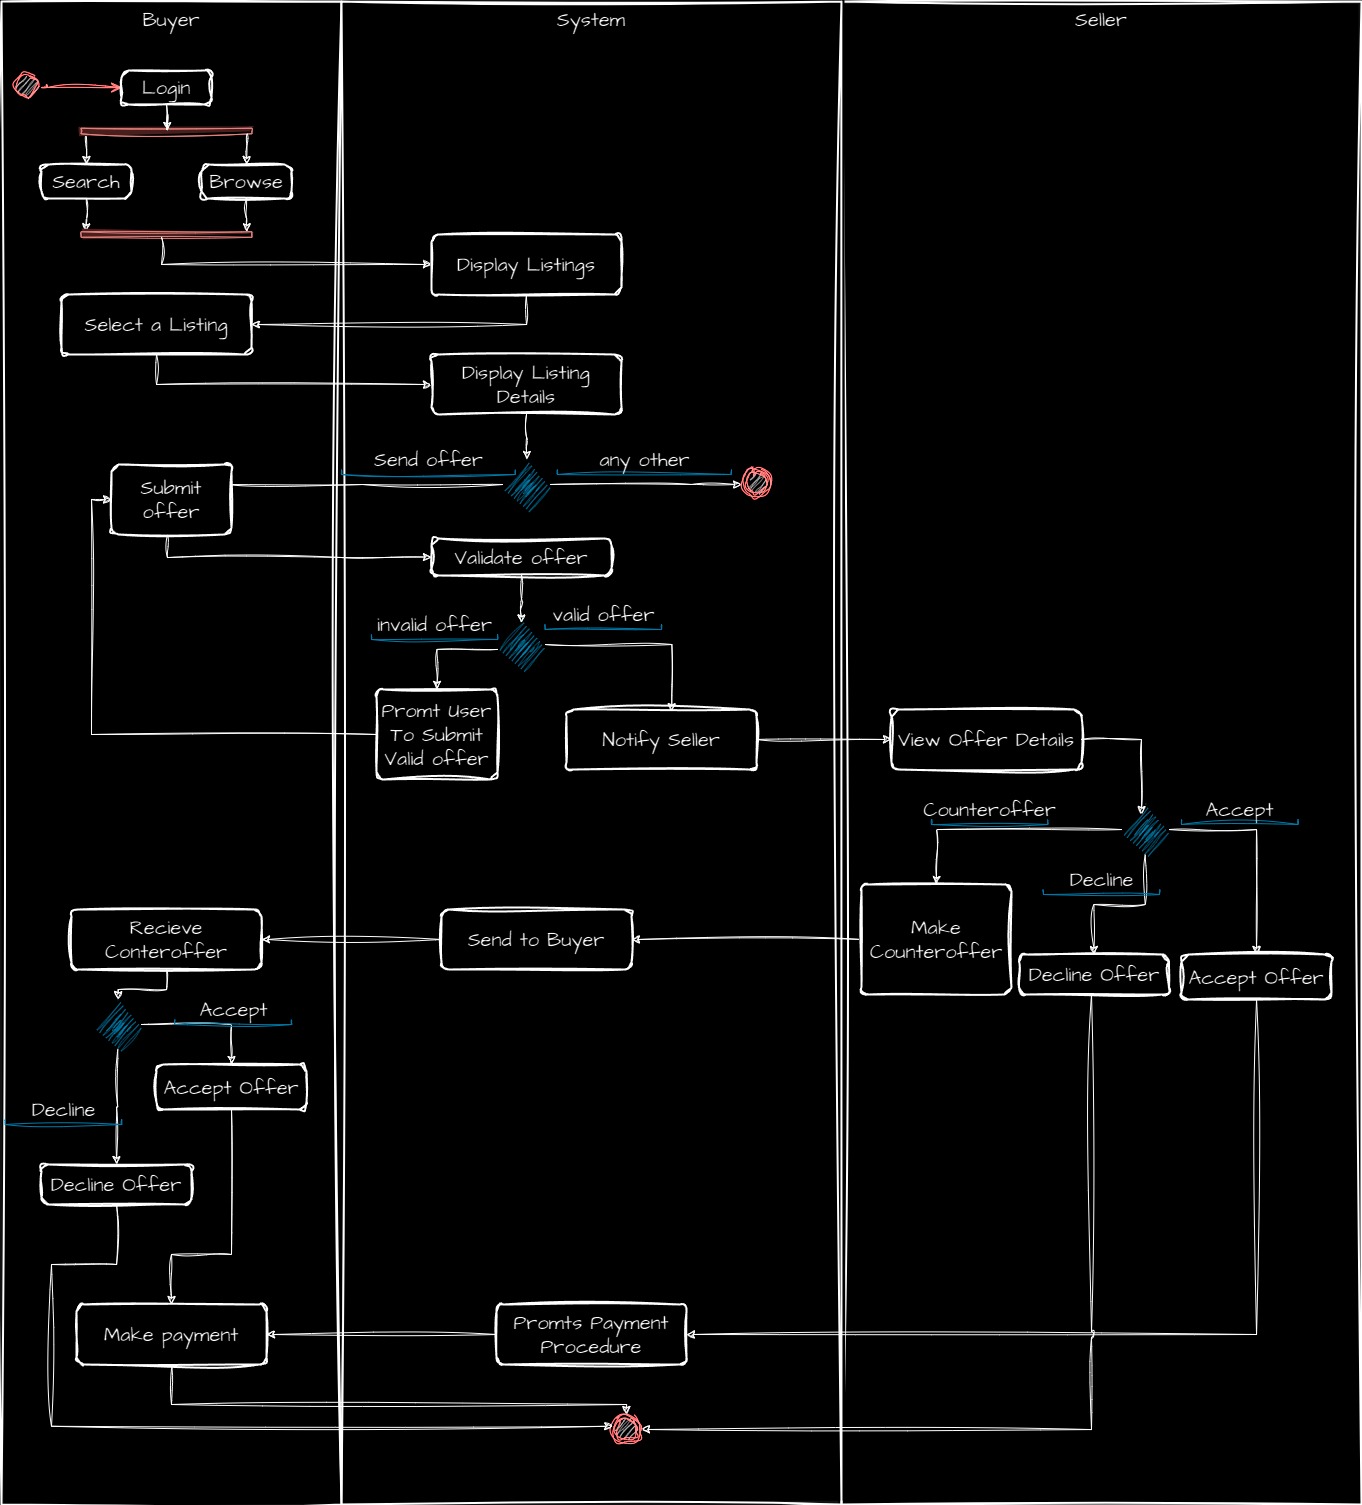 Buyer
System
Seller
Login
Search
Browse
Display Listings
Select a Listing
Display Listing
Details
Send offer
any other
Submit
offer
Validate offer
invalid offer
valid offer
Promt User
To Submit
Valid offer
Notify Seller
View Offer Details
Counteroffer
Accept
Decline
Make
Counteroffer
Decline Offer
Accept Offer
Send to Buyer
Recieve
Conteroffer
Accept
Accept Offer
Decline
Decline Offer
Make payment
Promts Payment
Procedure